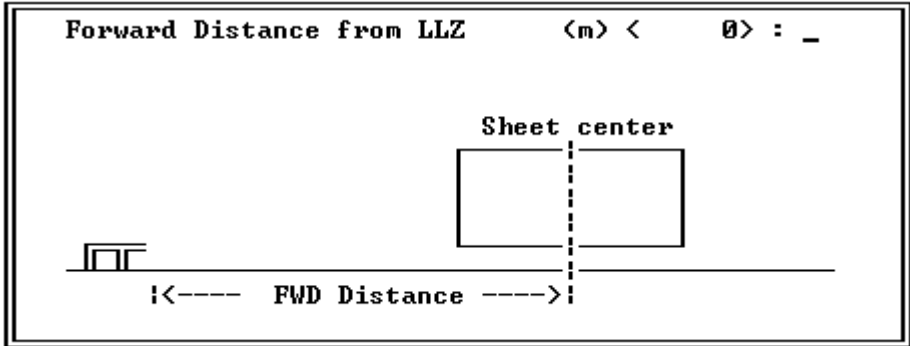 Forward Distance from LLZ (m) < 0> : _
Sheet center
|<---- FWD Distance ---->|